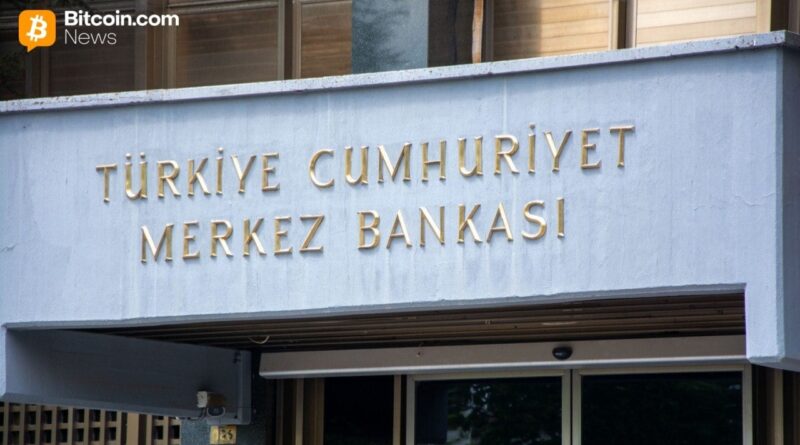 Bitcoin.com
News
TÜRKİYE CUMHURİYET
MERKEZ BANKASI